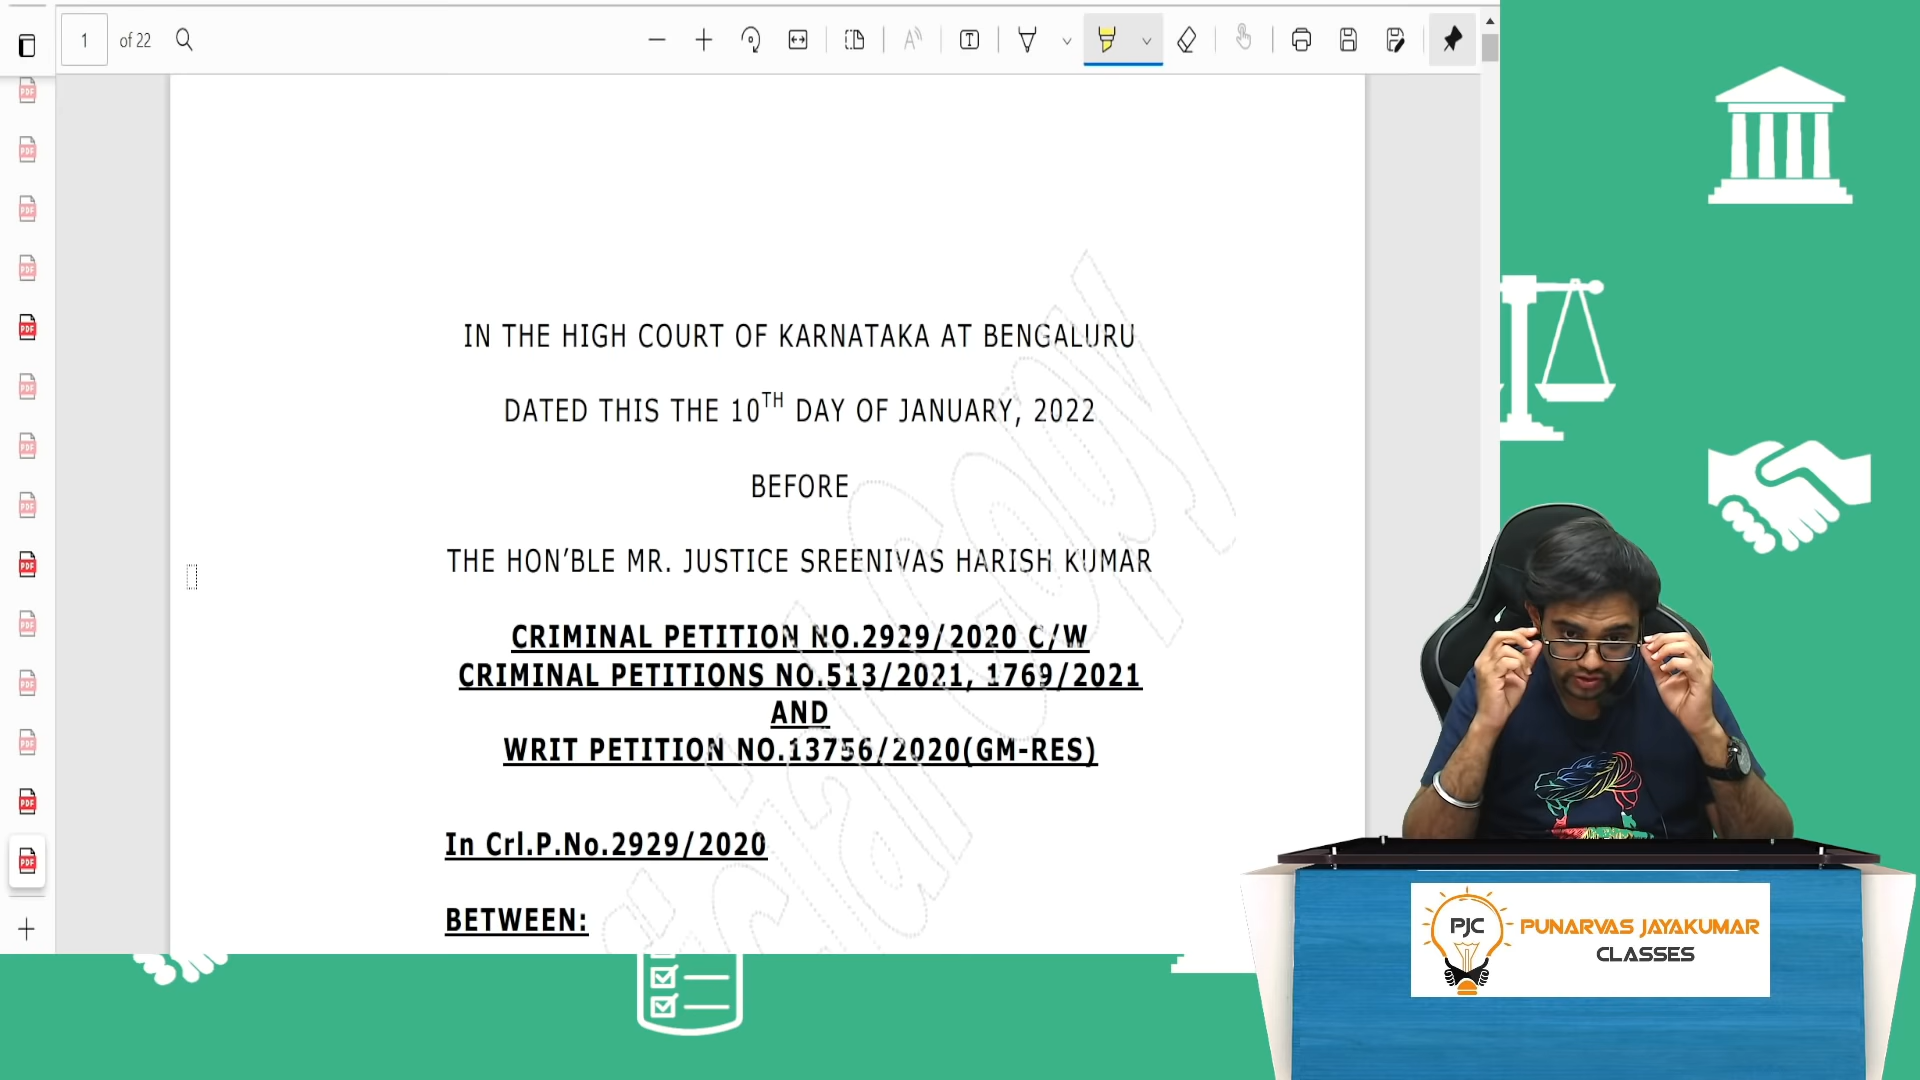 1 of 22
IN THE HIGH COURT OF KARNATAKA AT BENGALURU
DATED THIS THE 10TH DAY OF JANUARY, 2022
BEFORE
THE HON’BLE MR. JUSTICE SREENIVAS HARISH KUMAR
CRIMINAL PETITION NO.2929/2020 C/W
CRIMINAL PETITIONS NO.513/2021, 1769/2021
AND
WRIT PETITION NO.13756/2020(GM-RES)
In Crl.P.No.2929/2020
BETWEEN:
PJC
PUNARVAS JAYAKUMAR
CLASSES